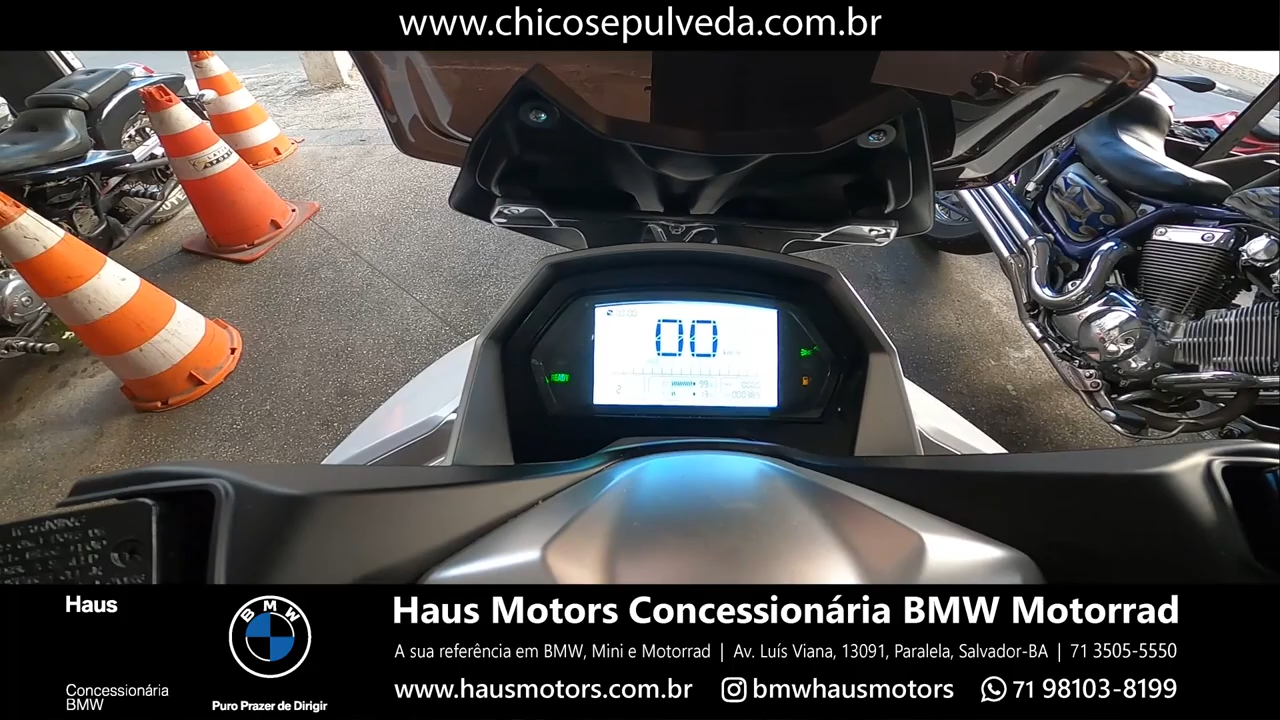 www.chicosepulveda.com.br
00
READY
99
Haus
BMW
Haus Motors Concessionária BMW Motorrad
A sua referência em BMW, Mini e Motorrad | Av. Luís Viana, 13091, Paralela, Salvador-BA | 71 3505-5550
Concessionária
BMW
Puro Prazer de Dirigir
www.hausmotors.com.br bmwhausmotors 71 98103-8199